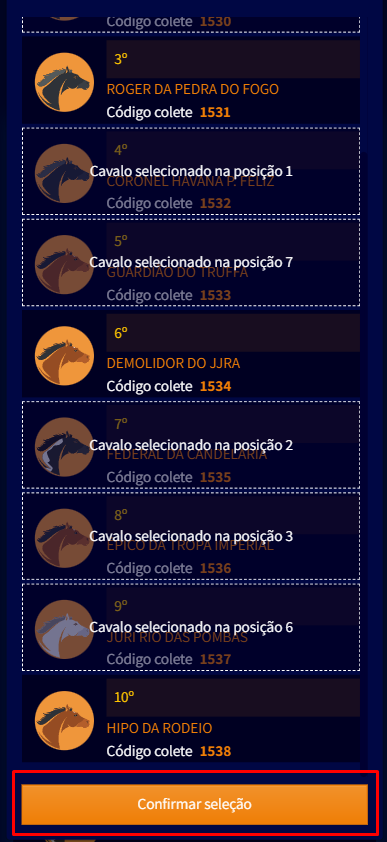 Código colete 1530
3º
ROGER DA PEDRA DO FOGO
Código colete 1531
4º
Cavalo selecionado na posição 1
CORONEL HAVANA P. FELIZ
Código colete 1532
5º
Cavalo selecionado na posição 7
GUARDIÃO DO TRUFFA
Código colete 1533
6º
DEMOLIDOR DO JJRA
Código colete 1534
7º
Cavalo selecionado na posição 2
FEDERAL DA CANDELARIA
Código colete 1535
8º
Cavalo selecionado na posição 3
ÉPICO DA TROPA IMPERIAL
Código colete 1536
9º
Cavalo selecionado na posição 6
JURI RIO DAS POMBAS
Código colete 1537
10º
HIPO DA RODEIO
Código colete 1538
Confirmar seleção